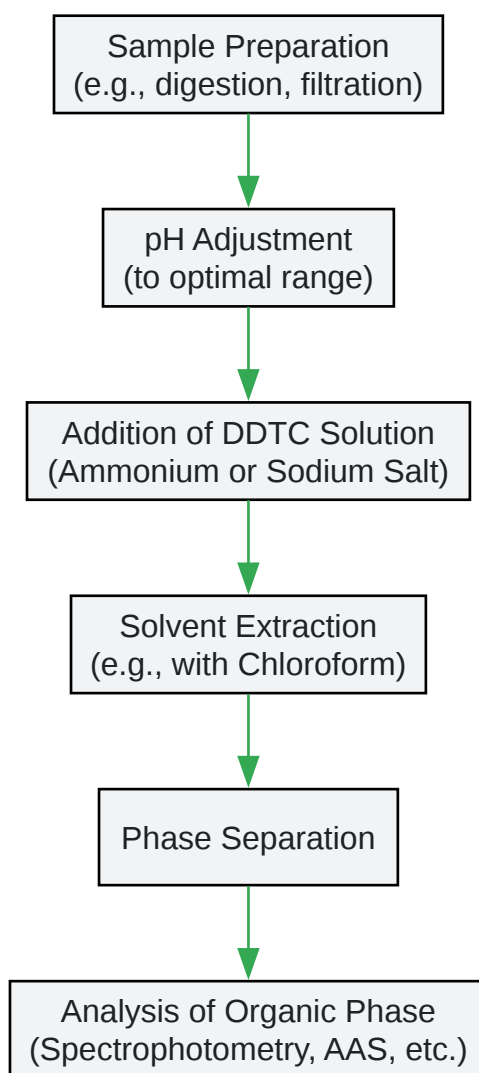 Sample Preparation
(e.g., digestion, filtration)
pH Adjustment
(to optimal range)
Addition of DDTC Solution
(Ammonium or Sodium Salt)
Solvent Extraction
(e.g., with Chloroform)
Phase Separation
Analysis of Organic Phase
(Spectrophotometry, AAS, etc.)